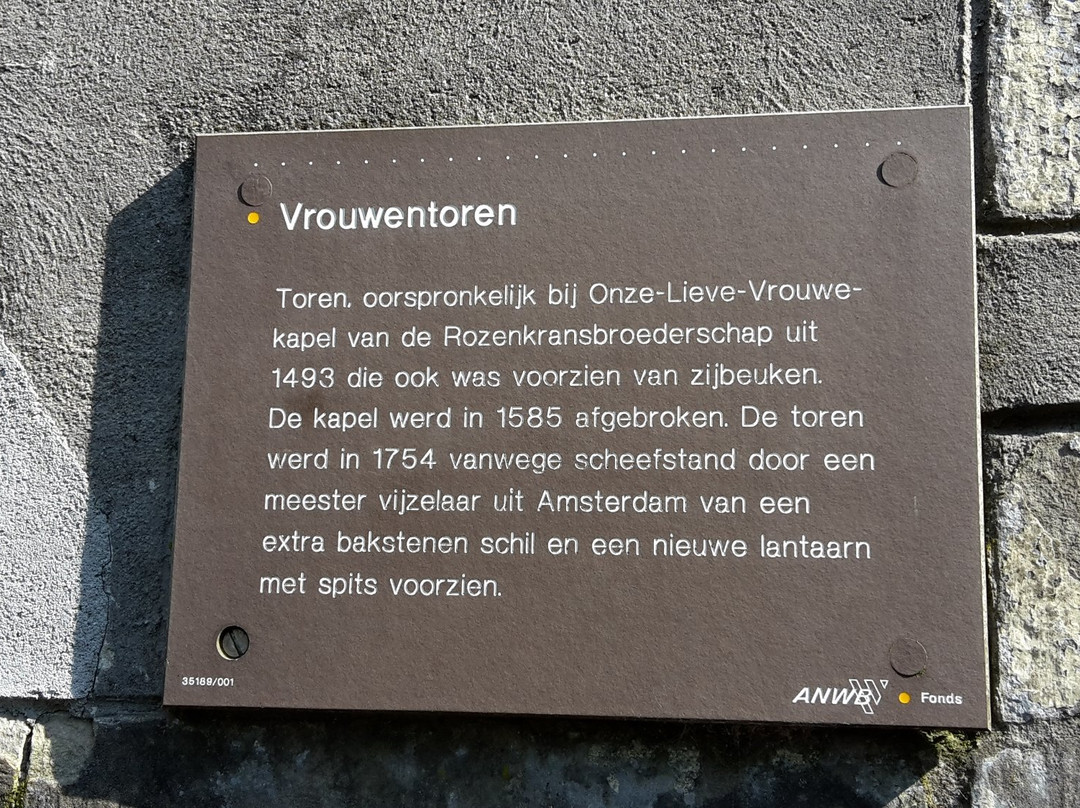 Vrouwentoren
Toren, oorspronkelijk bij Onze-Lieve-Vrouwe-
kapel van de Rozenkransbroederschap uit
1493 die ook was voorzien van zijbeuken.
De kapel werd in 1585 afgebroken. De toren
werd in 1754 vanwege scheefstand door een
meester vijzelaar uit Amsterdam van een
extra bakstenen schil en een nieuwe lantaarn
met spits voorzien.
35189/001
ANWB Fonds